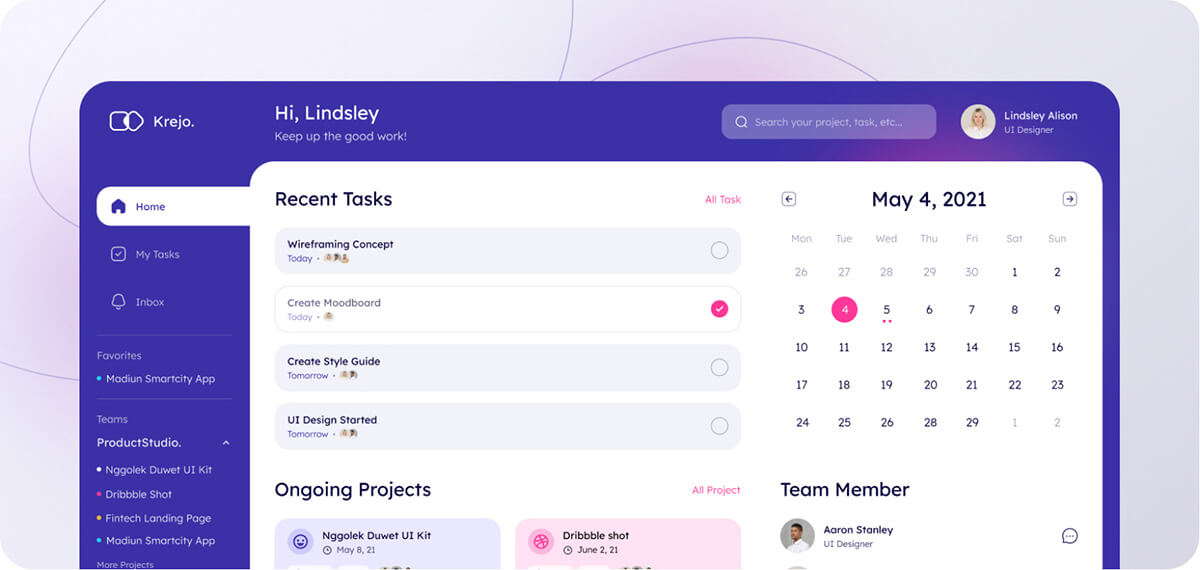 Krejo.
Hi, Lindsley
Keep up the good work!
Search your project, task, etc...
Lindsley Alison
UI Designer
Home
My Tasks
Inbox
Favorites
Madiun Smartcity App
Teams
ProductStudio.
Nggolek Duwet UI Kit
Dribbble Shot
Fintech Landing Page
Madiun Smartcity App
More Projects
Recent Tasks
All Task
Wireframing Concept
Today
Create Moodboard
Today
Create Style Guide
Tomorrow
UI Design Started
Tomorrow
Ongoing Projects
All Project
Nggolek Duwet UI Kit
May 8, 21
Dribbble shot
June 2, 21
May 4, 2021
Mon Tue Wed Thu Fri Sat Sun
26 27 28 29 30 1 2
3 4 5 6 7 8 9
10 11 12 13 14 15 16
17 18 19 20 21 22 23
24 25 26 28 29 1 2
Team Member
Aaron Stanley
UI Designer